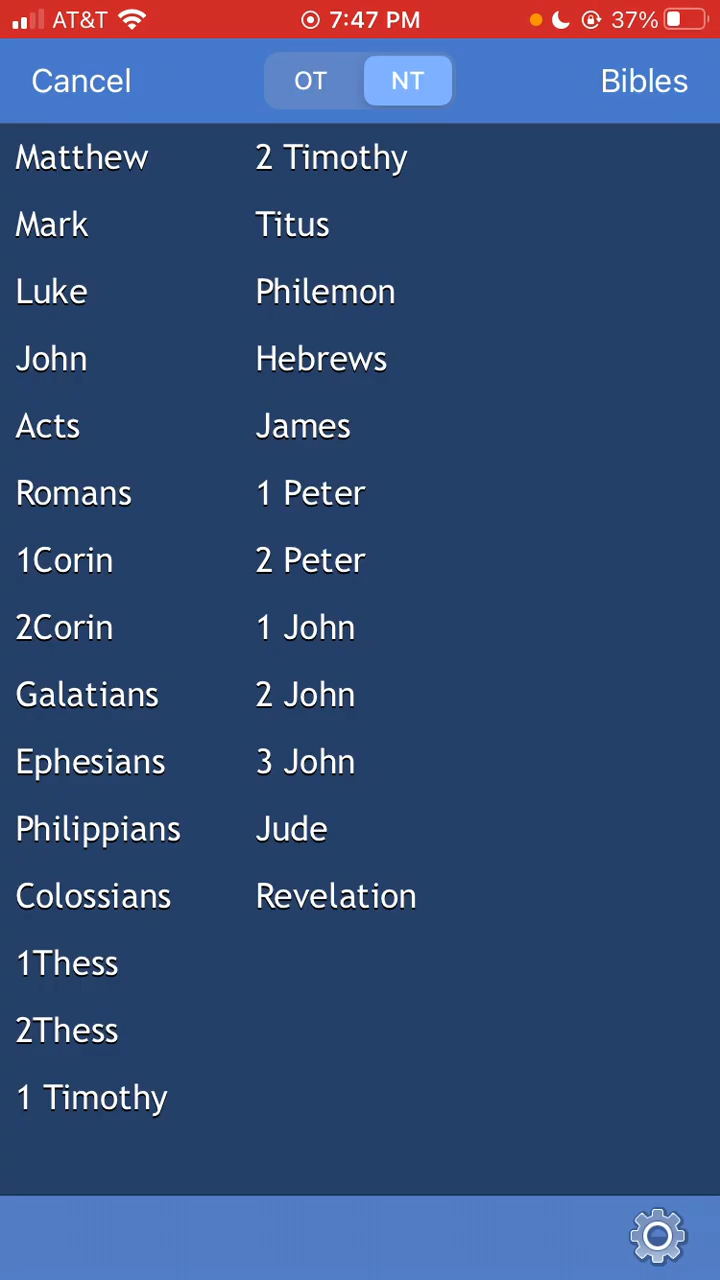 AT&T 7:47 PM 37%
Cancel OT NT Bibles
Matthew 2 Timothy
Mark Titus
Luke Philemon
John Hebrews
Acts James
Romans 1 Peter
1Corin 2 Peter
2Corin 1 John
Galatians 2 John
Ephesians 3 John
Philippians Jude
Colossians Revelation
1Thess
2Thess
1 Timothy